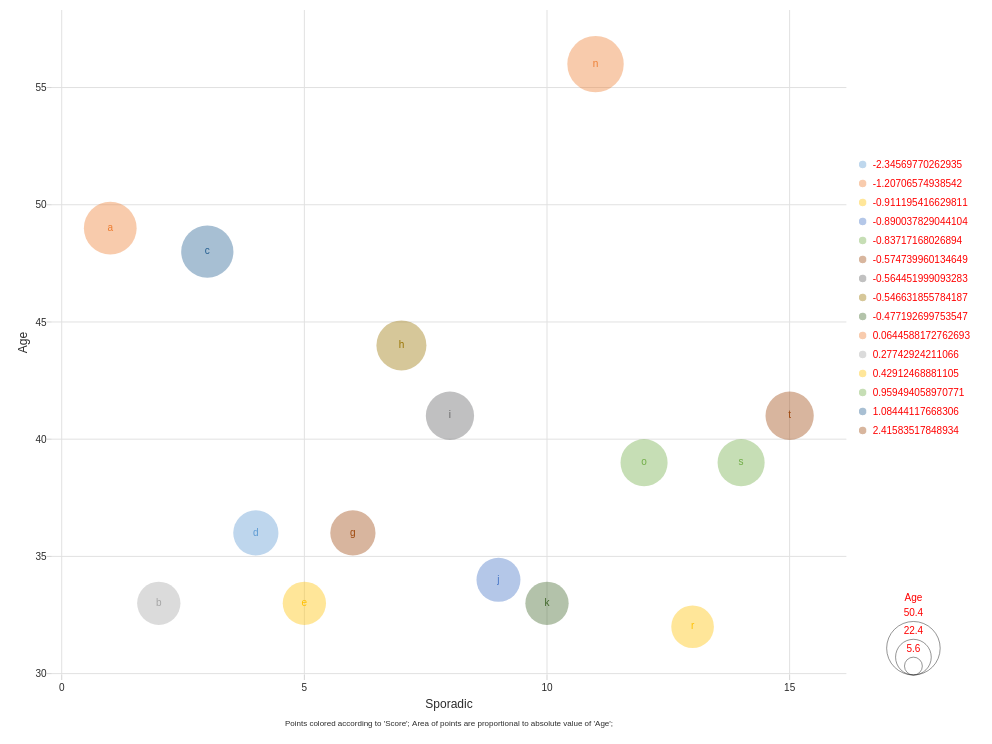 n
55
-2.34569770262935
-1.20706574938542
50
-0.911195416629811
a
-0.890037829044104
c
-0.83717168026894
-0.574739960134649
-0.564451999093283
-0.546631855784187
45
-0.477192699753547
Age
h
0.0644588172762693
0.27742924211066
0.42912468881105
0.959494058970771
i
t
1.08444117668306
2.41583517848934
40
o
s
d
g
35
j
b
e
k
r
Age
50.4
22.4
5.6
30
0
5
10
15
Sporadic
Points colored according to 'Score'; Area of points are proportional to absolute value of 'Age';